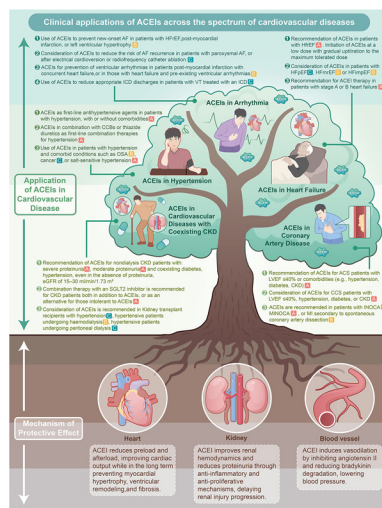 Clinical applications of ACEIs across the spectrum of cardiovascular diseases
1 Use of ACEIs to prevent new-onset AF in patients with HFrEF, post-myocardial
infarction, or left ventricular hypertrophy B
2 Consideration of ACEIs to reduce the risk of AF recurrence in patients with paroxysmal AF, or
after electrical cardioversion or radiofrequency catheter ablation C
3 ACEIs for prevention of ventricular arrhythmias in patients post-myocardial infarction with
concurrent heart failure, or in those with heart failure and pre-existing ventricular arrhythmias B
4 Use of ACEIs to reduce appropriate ICD discharges in patients with VT treated with an ICD C
1 Recommendation of ACEIs in patients
with HFrEF A. Initiation of ACEIs at a
low dose with gradual uptitration to the
maximum tolerated dose
2 Consideration of ACEIs in patients with
HFpEF C, HFmrEF B or HFimpEF B
3 Recommendation for ACEI therapy in
patients with stage A or B heart failure A
ACEIs in Arrhythmia
1 ACEIs as first-line antihypertensive agents in patients
with hypertension, with or without comorbidities A
2 ACEIs in combination with CCBs or thiazide
diuretics as first-line combination therapies
for hypertension A
3 Use of ACEIs in patients with hypertension
and comorbid conditions such as OSA B,
cancer C or salt-sensitive hypertension A
ACEIs in Hypertension
ACEIs in Heart Failure
Application
of ACEIs in
Cardiovascular
Disease
ACEIs in
Cardiovascular
Diseases with
Coexisting CKD
ACEIs in
Coronary
Artery Disease
1 Recommendation of ACEIs for nondialysis CKD patients with
severe proteinuria A, moderate proteinuria and coexisting diabetes,
hypertension, even in the absence of proteinuria,
eGFR of 15–30 ml/min/1.73 m²
2 Combination therapy with an SGLT2 inhibitor is recommended
for CKD patients both in addition to ACEIs, or as an
alternative for those intolerant to ACEIs A
3 Consideration of ACEIs is recommended in Kidney transplant
recipients with hypertension C, hypertensive patients
undergoing haemodialysis B, hypertensive patients
undergoing peritoneal dialysis C
1 Recommendation of ACEIs for ACS patients with
LVEF ≤40% or comorbidities (e.g., hypertension,
diabetes, CKD) A
2 Consideration of ACEIs for CCS patients with
LVEF ≤40%, hypertension, diabetes, or CKD A
3 ACEIs are recommended in patients with INOCA
MINOCA A, or MI secondary to spontaneous
coronary artery dissection B
Mechanism of
Protective Effect
Heart
Kidney
Blood vessel
ACEI reduces preload and
afterload, improving cardiac
output while in the long term
preventing myocardial
hypertrophy, ventricular
remodeling, and fibrosis.
ACEI improves renal
hemodynamics and
reduces proteinuria through
anti-inflammatory and
anti-proliferative
mechanisms, delaying
renal injury progression.
ACEI induces vasodilation
by inhibiting angiotensin II
and reducing bradykinin
degradation, lowering
blood pressure.